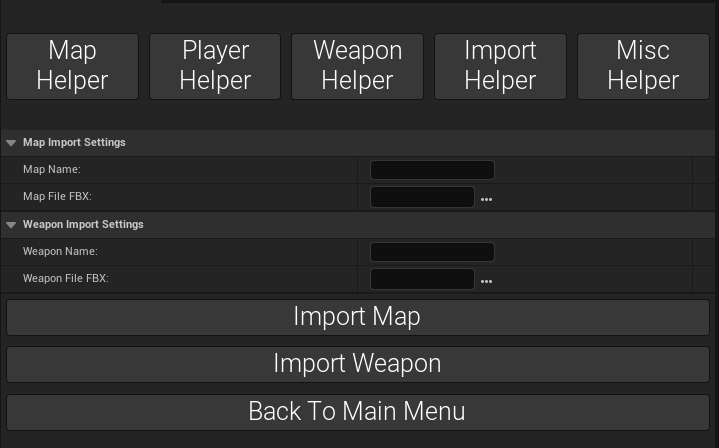 Map
Helper
Player
Helper
Weapon
Helper
Import
Helper
Misc
Helper
Map Import Settings
Map Name:
Map File FBX:
...
Weapon Import Settings
Weapon Name:
Weapon File FBX:
...
Import Map
Import Weapon
Back To Main Menu